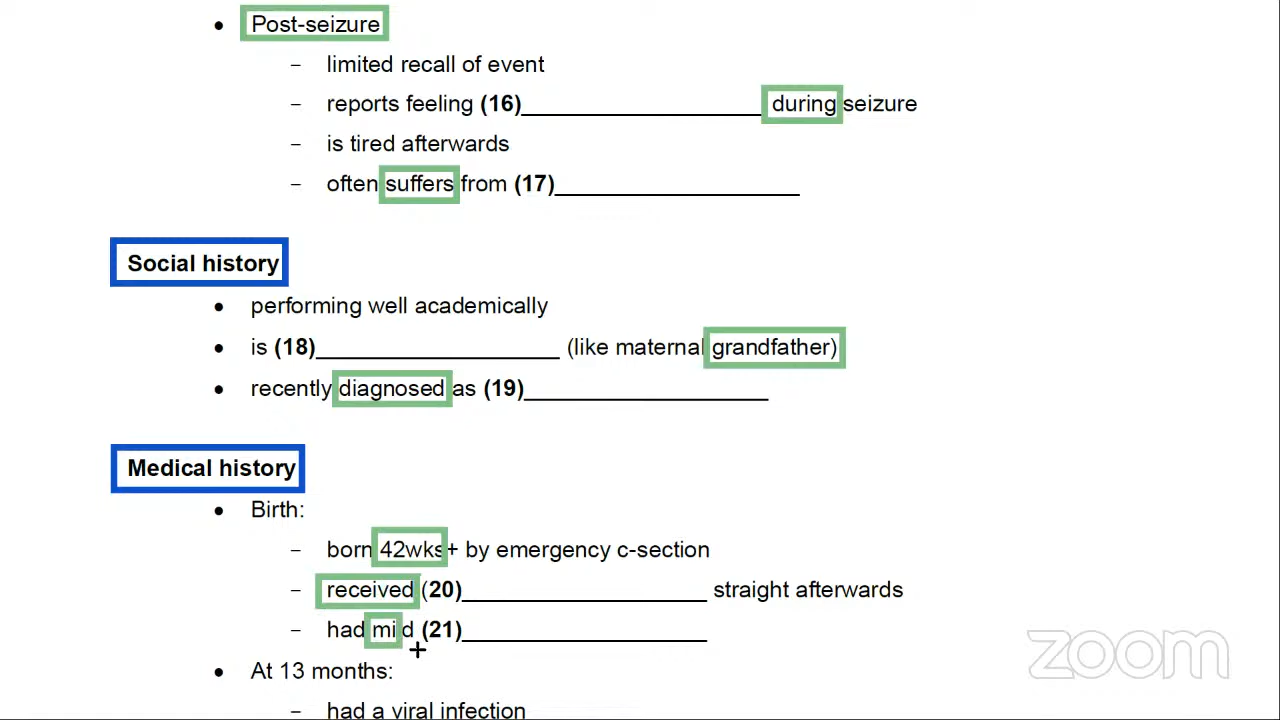 • Post-seizure
- limited recall of event
- reports feeling (16)____________________ during seizure
- is tired afterwards
- often suffers from (17)____________________
Social history
• performing well academically
• is (18)____________________ (like maternal grandfather)
• recently diagnosed as (19)____________________
Medical history
• Birth:
- born 42wks+ by emergency c-section
- received (20)____________________ straight afterwards
- had mild (21)____________________
• At 13 months:
- had a viral infection
zoom